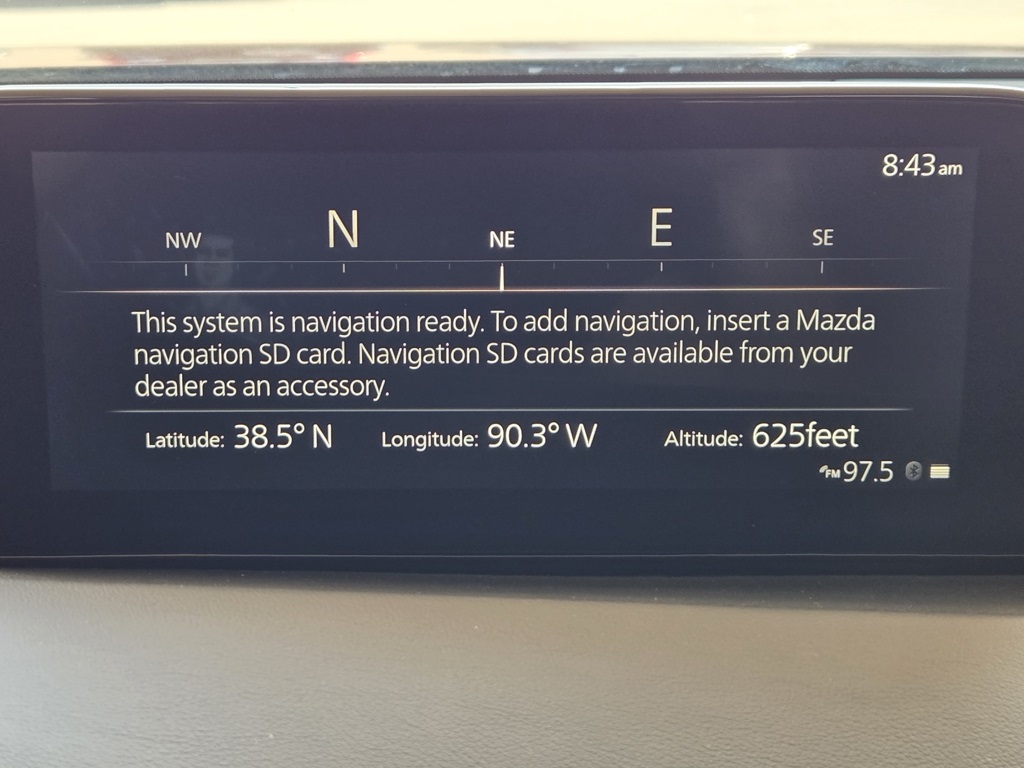 8:43am
NW N NE E SE
This system is navigation ready. To add navigation, insert a Mazda
navigation SD card. Navigation SD cards are available from your
dealer as an accessory.
Latitude: 38.5° N Longitude: 90.3° W Altitude: 625feet
FM 97.5